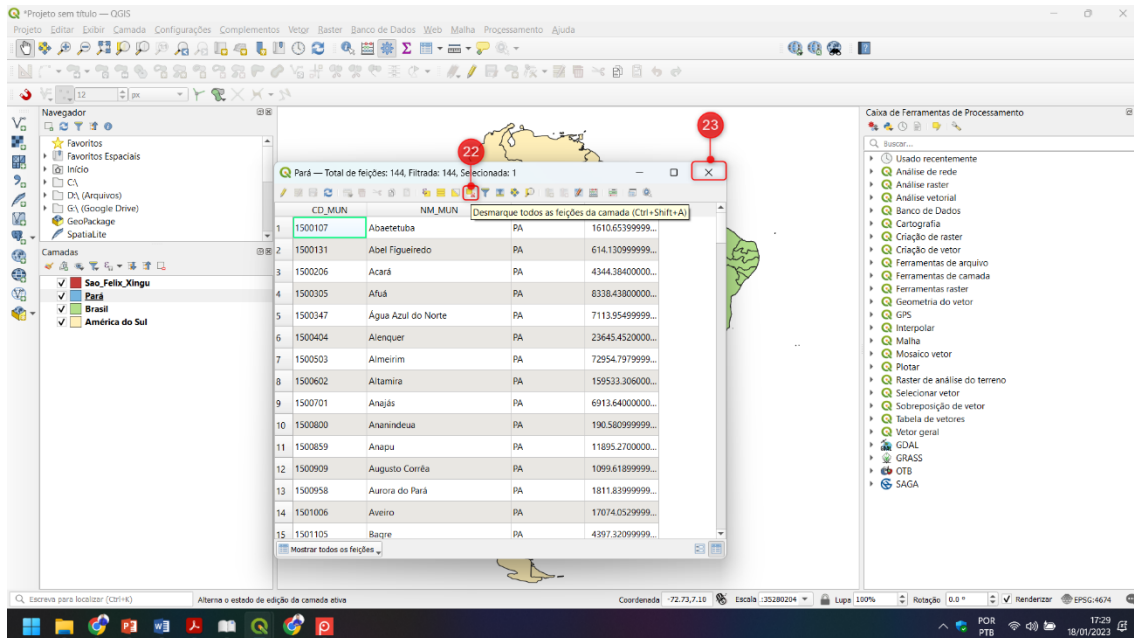 *Projeto sem título — QGIS
Projeto Editar Exibir Camada Configurações Complementos Vetor Raster Banco de Dados Web Malha Processamento Ajuda
12 px
Navegador
Favoritos
Favoritos Espaciais
Início
C:\
D:\ (Arquivos)
G:\ (Google Drive)
GeoPackage
SpatiaLite
Camadas
Sao_Felix_Xingu
Pará
Brasil
América do Sul
22
23
Pará — Total de feições: 144, Filtrada: 144, Selecionada: 1
Desmarque todos as feições da camada (Ctrl+Shift+A)
CD_MUN NM_MUN
1 1500107 Abaetetuba PA 1610.65399999...
2 1500131 Abel Figueiredo PA 614.130999999...
3 1500206 Acará PA 4344.38400000...
4 1500305 Afuá PA 8338.43800000...
5 1500347 Água Azul do Norte PA 7113.95499999...
6 1500404 Alenquer PA 23645.4520000...
7 1500503 Almeirim PA 72954.7979999...
8 1500602 Altamira PA 159533.306000...
9 1500701 Anajás PA 6913.64000000...
10 1500800 Ananindeua PA 190.580999999...
11 1500859 Anapu PA 11895.2700000...
12 1500909 Augusto Corrêa PA 1099.61899999...
13 1500958 Aurora do Pará PA 1811.83999999...
14 1501006 Aveiro PA 17074.0529999...
15 1501105 Bagre PA 4397.32099999...
Mostrar todos os feições
Caixa de Ferramentas de Processamento
Buscar...
Usado recentemente
Análise de rede
Análise raster
Análise vetorial
Banco de Dados
Cartografia
Criação de raster
Criação de vetor
Ferramentas de arquivo
Ferramentas de camada
Ferramentas raster
Geometria do vetor
GPS
Interpolar
Malha
Mosaico vetor
Plotar
Raster de análise do terreno
Selecionar vetor
Sobreposição de vetor
Tabela de vetores
Vetor geral
GDAL
GRASS
OTB
SAGA
Escreva para localizar (Ctrl+K) Alterna o estado de edição da camada ativa Coordenada -72.73,7.10 Escala :35280204 Lupa 100% Rotação 0.0 ° Renderizar EPSG:4674
POR
PTB
17:29
18/01/2023